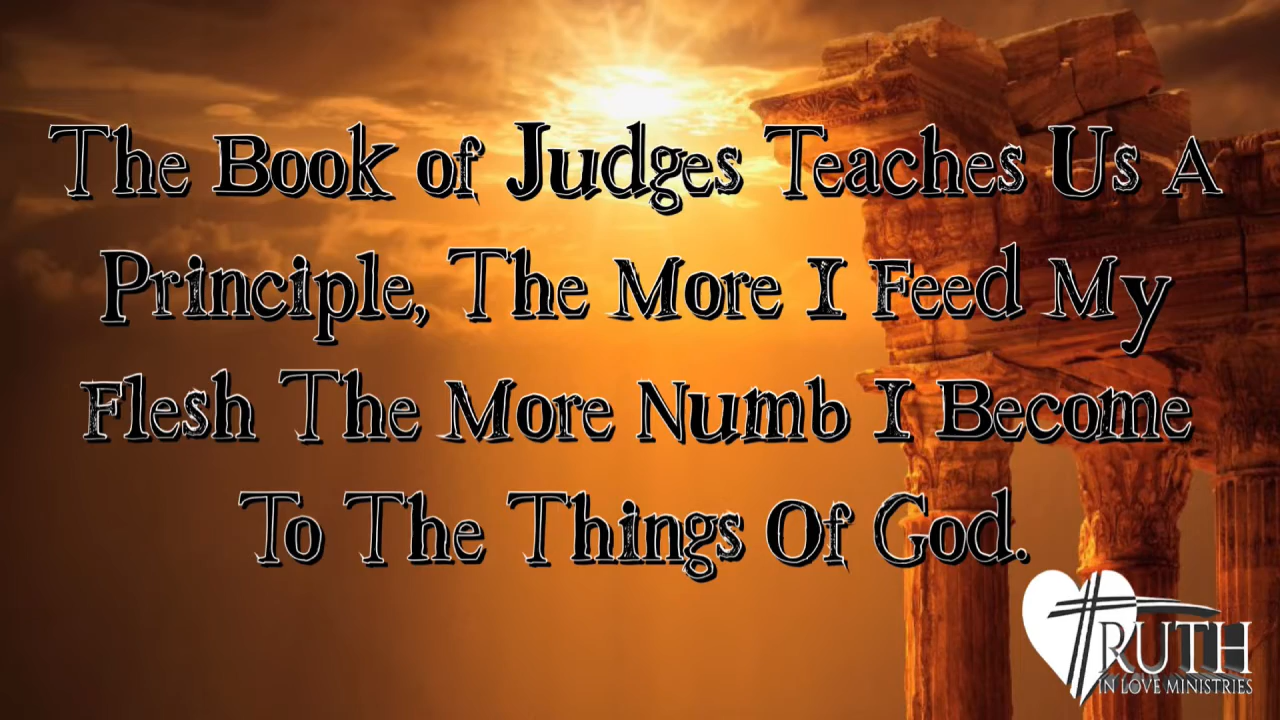 The Book of Judges Teaches Us A
Principle, The More I Feed My
Flesh The More Numb I Become
To The Things Of God.
TRUTH
IN LOVE MINISTRIES